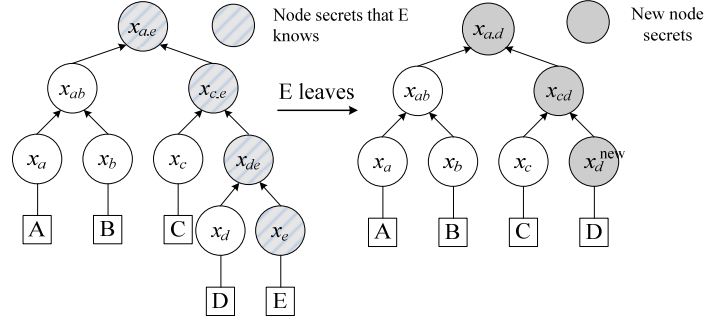 Node secrets that E
knows
New node
secrets
E leaves
x_{a.e}
x_{ab}
x_{c.e}
x_a
x_b
x_c
x_{de}
A
B
C
x_d
x_e
D
E
x_{a.d}
x_{ab}
x_{cd}
x_a
x_b
x_c
x_d^{new}
A
B
C
D